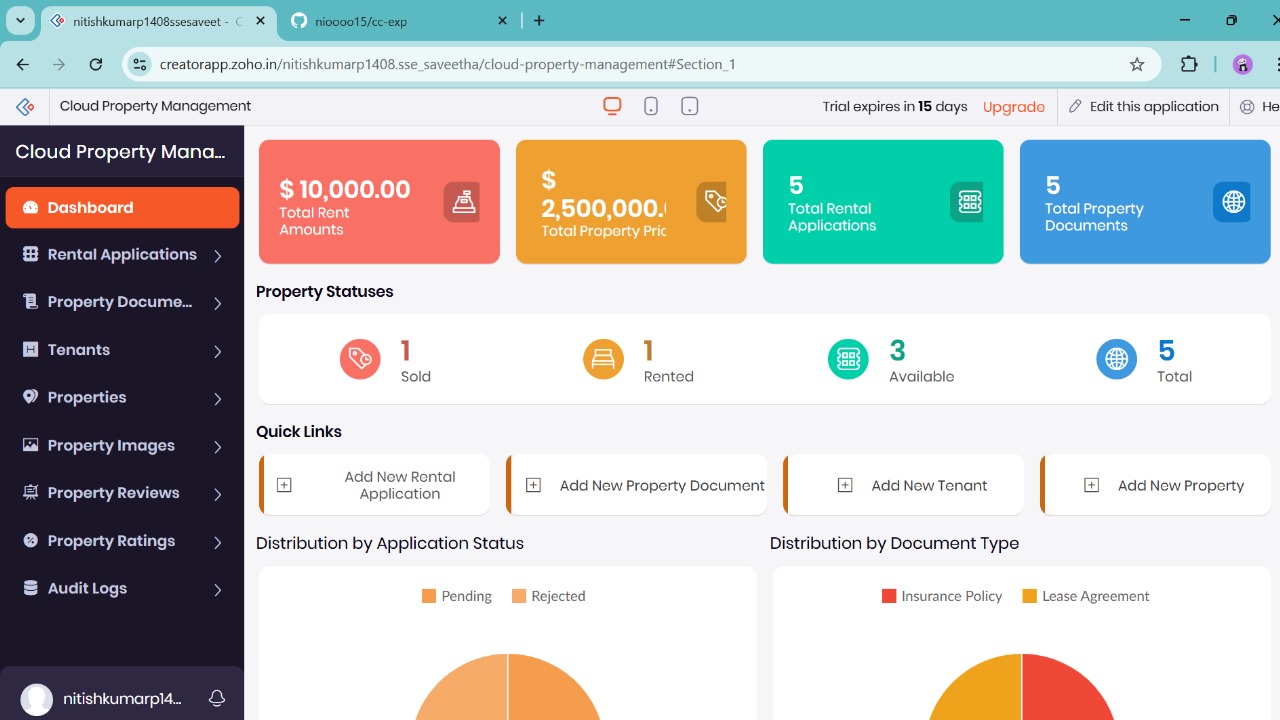 nitishkumarp1408ssesaveet - C
nioooo15/cc-exp
creatorapp.zoho.in/nitishkumarp1408.sse_saveetha/cloud-property-management#Section_1
Cloud Property Management
Trial expires in 15 days
Upgrade
Edit this application
He
Cloud Property Mana...
Dashboard
Rental Applications
Property Docume...
Tenants
Properties
Property Images
Property Reviews
Property Ratings
Audit Logs
nitishkumarp14...
$ 10,000.00
Total Rent
Amounts
$
2,500,000.
Total Property Pric
5
Total Rental
Applications
5
Total Property
Documents
Property Statuses
1
Sold
1
Rented
3
Available
5
Total
Quick Links
Add New Rental
Application
Add New Property Document
Add New Tenant
Add New Property
Distribution by Application Status
Pending
Rejected
Distribution by Document Type
Insurance Policy
Lease Agreement